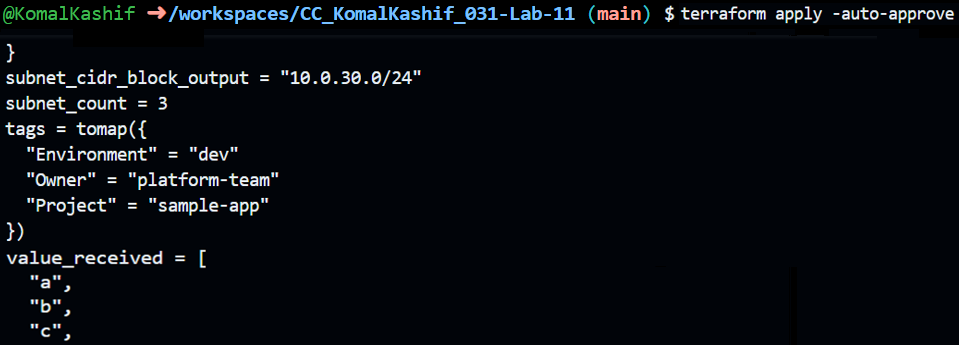 @KomalKashif ➜/workspaces/CC_KomalKashif_031-Lab-11 (main) $ terraform apply -auto-approve
}
subnet_cidr_block_output = "10.0.30.0/24"
subnet_count = 3
tags = tomap({
  "Environment" = "dev"
  "Owner" = "platform-team"
  "Project" = "sample-app"
})
value_received = [
  "a",
  "b",
  "c",